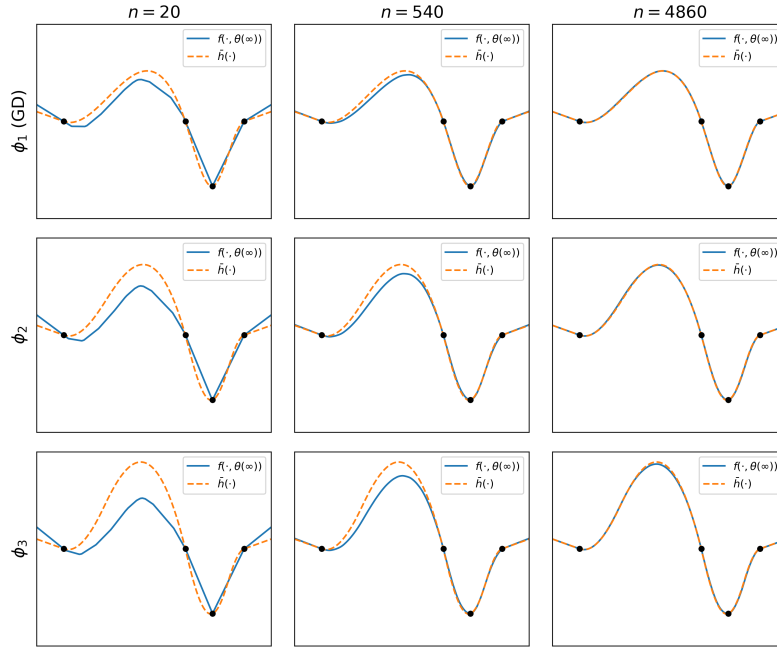 n = 20
n = 540
n = 4860
ϕ₁ (GD)
f(·, θ(∞))
h̄(·)
f(·, θ(∞))
h̄(·)
f(·, θ(∞))
h̄(·)
ϕ₂
f(·, θ(∞))
h̄(·)
f(·, θ(∞))
h̄(·)
f(·, θ(∞))
h̄(·)
ϕ₃
f(·, θ(∞))
h̄(·)
f(·, θ(∞))
h̄(·)
f(·, θ(∞))
h̄(·)